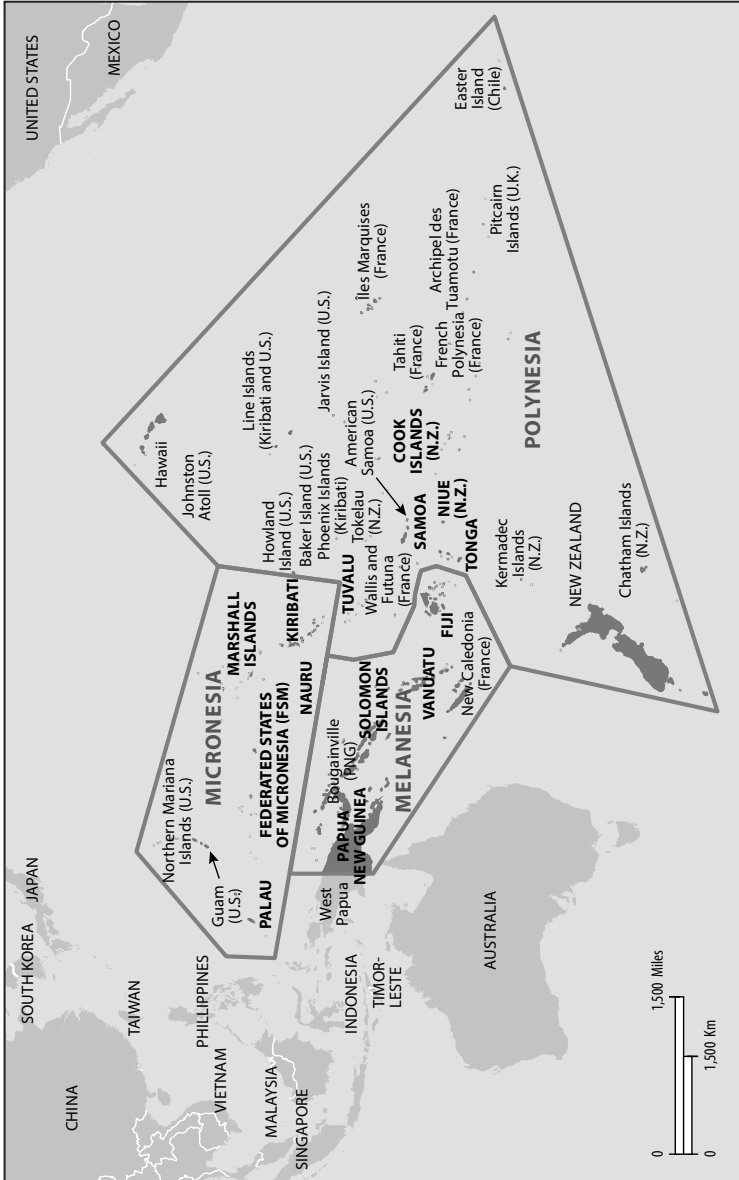 UNITED STATES
MEXICO
CHINA
SOUTH KOREA
JAPAN
TAIWAN
PHILLIPPINES
VIETNAM
MALAYSIA
SINGAPORE
INDONESIA
TIMOR-
LESTE
AUSTRALIA
West
Papua
MICRONESIA
Northern Mariana
Islands (U.S.)
Guam
(U.S.)
PALAU
FEDERATED STATES
OF MICRONESIA (FSM)
MARSHALL
ISLANDS
KIRIBATI
NAURU
MELANESIA
PAPUA
NEW GUINEA
Bougainville
(PNG)
SOLOMON
ISLANDS
VANUATU
New Caledonia
(France)
FIJI
POLYNESIA
Hawaii
Johnston
Atoll (U.S.)
Line Islands
(Kiribati and U.S.)
Howland
Island (U.S.)
Baker Island (U.S.)
Jarvis Island (U.S.)
Phoenix Islands
(Kiribati)
Tokelau
(N.Z.)
American
Samoa (U.S.)
TUVALU
Wallis and
Futuna
(France)
SAMOA
COOK
ISLANDS
(N.Z.)
NIUE
(N.Z.)
TONGA
Îles Marquises
(France)
Tahiti
(France)
French
Polynesia
(France)
Archipel des
Tuamotu (France)
Pitcairn
Islands (U.K.)
Easter
Island
(Chile)
Kermadec
Islands
(N.Z.)
NEW ZEALAND
Chatham Islands
(N.Z.)
0
1,500 Miles
0
1,500 Km